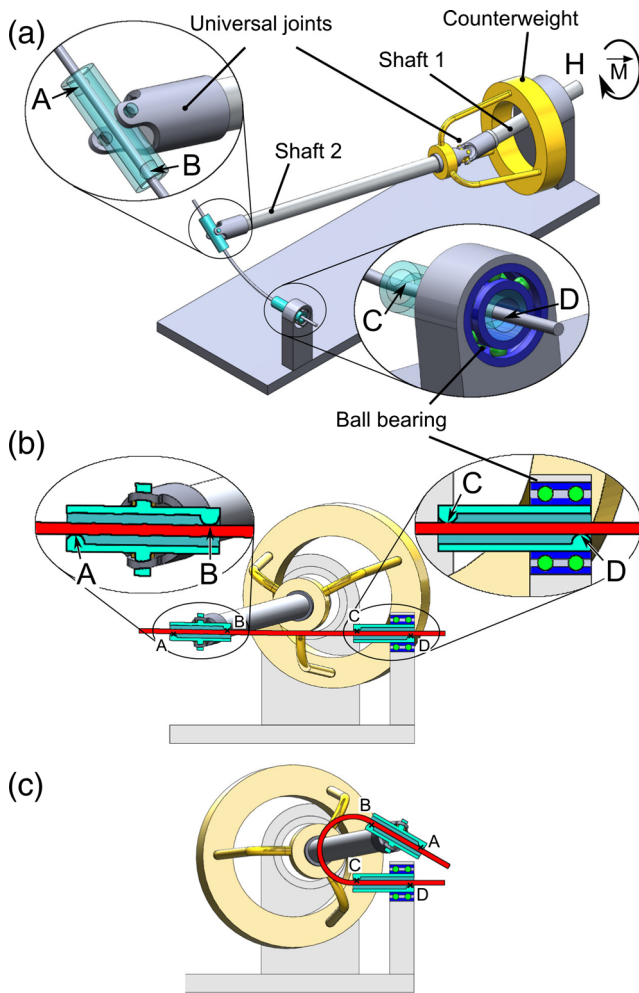 (a)
Universal joints
Counterweight
Shaft 1
H
M
A
B
Shaft 2
C
D
Ball bearing
(b)
A
B
C
D
A
B
C
D
(c)
B
A
C
D